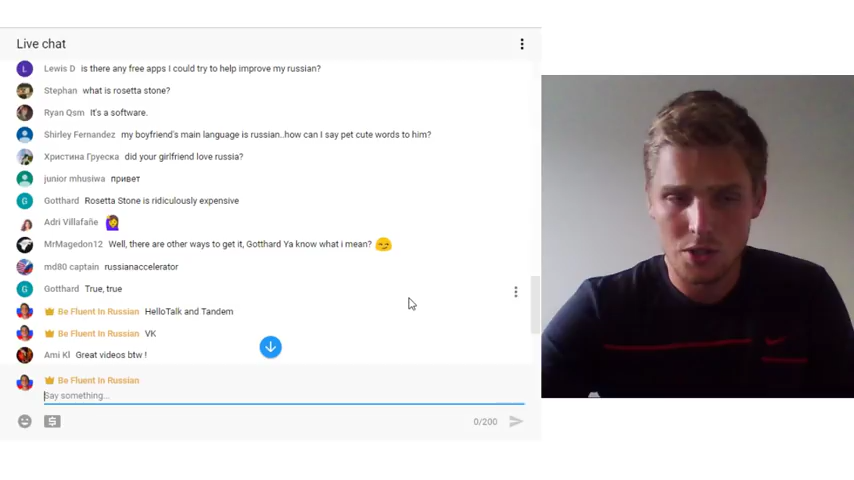 Live chat
Lewis D is there any free apps I could try to help improve my russian?
Stephan what is rosetta stone?
Ryan Qsm It's a software.
Shirley Fernandez my boyfriend's main language is russian..how can I say pet cute words to him?
Христина Груеска did your girlfriend love russia?
junior mhusiwa привет
Gotthard Rosetta Stone is ridiculously expensive
Adri Villafañe
MrMagedon12 Well, there are other ways to get it, Gotthard Ya know what i mean?
md80 captain russianaccelerator
Gotthard True, true
Be Fluent In Russian HelloTalk and Tandem
Be Fluent In Russian VK
Ami Kl Great videos btw !
Be Fluent In Russian
Say something...
0/200